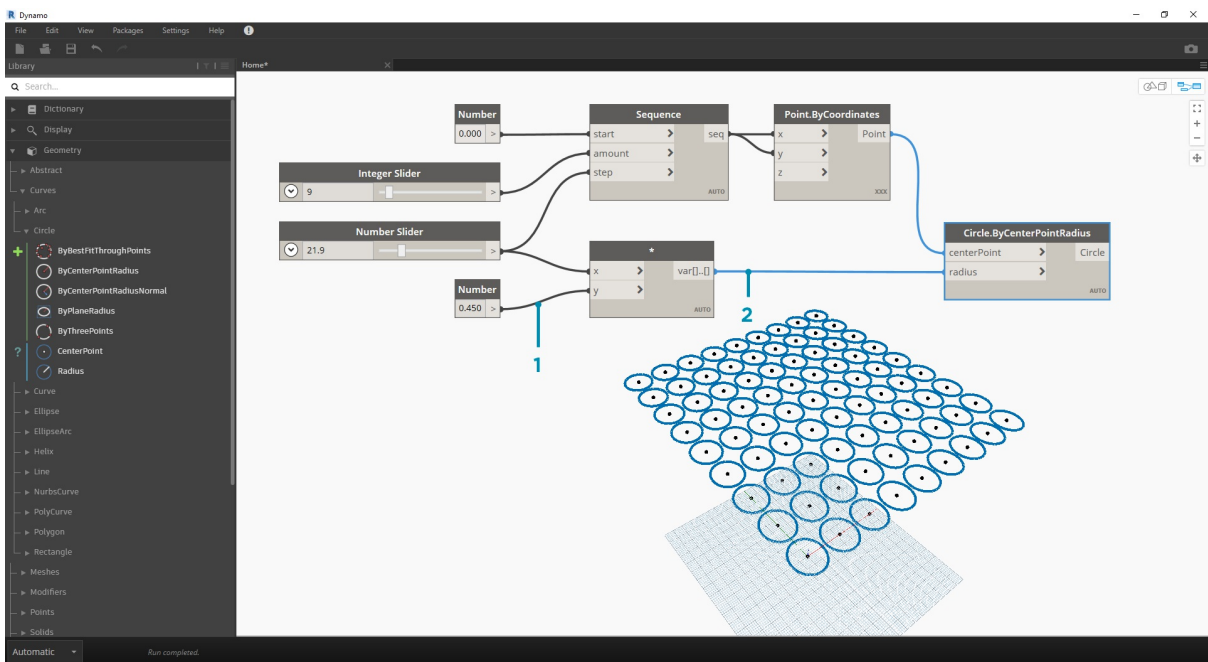 R Dynamo
File Edit View Packages Settings Help
Library
Home*
Search...
Dictionary
Display
Geometry
Abstract
Curves
Arc
Circle
ByBestFitThroughPoints
ByCenterPointRadius
ByCenterPointRadiusNormal
ByPlaneRadius
ByThreePoints
? CenterPoint
Radius
Curve
Ellipse
EllipseArc
Helix
Line
NurbsCurve
PolyCurve
Polygon
Rectangle
Meshes
Modifiers
Points
Solids
Automatic
Run completed.
Number
0.000 >
Integer Slider
9 >
Number Slider
21.9 >
Number
0.450 >
Sequence
start > seq
amount >
step >
AUTO
*
x > var[]..[]
y >
AUTO
Point.ByCoordinates
x > Point
y >
z >
XXX
Circle.ByCenterPointRadius
centerPoint > Circle
radius >
AUTO
1
2